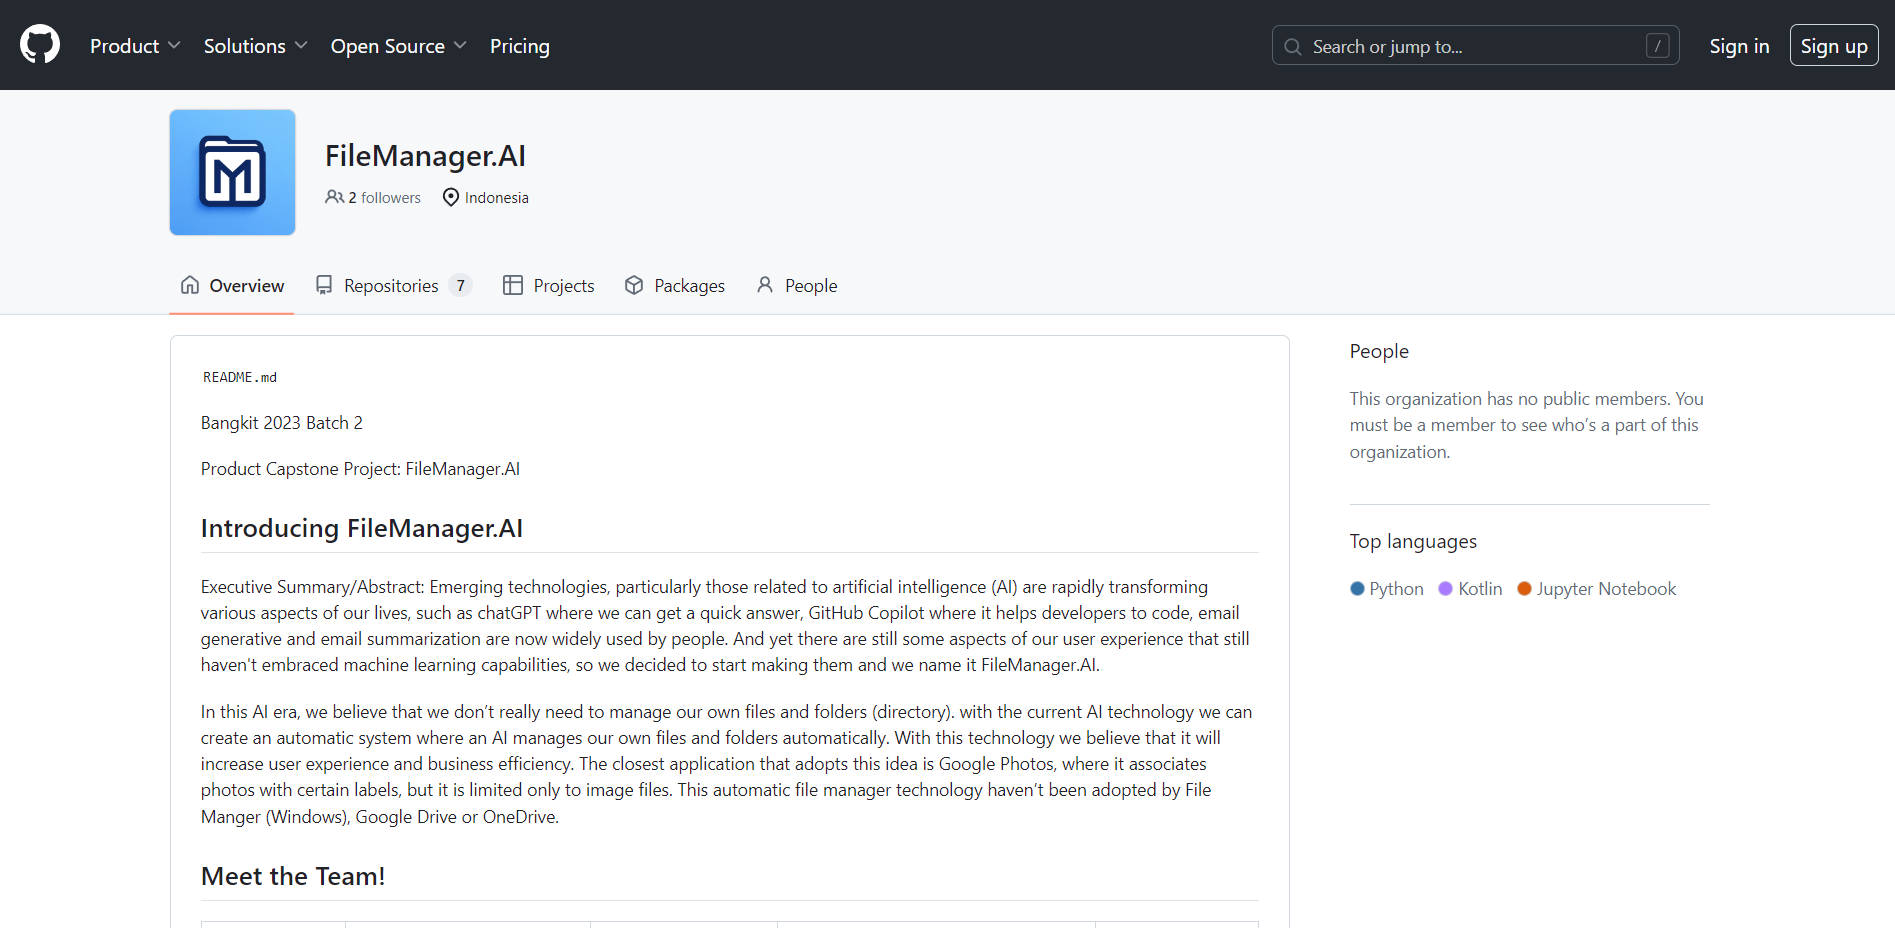 Product Solutions Open Source Pricing Search or jump to... / Sign in Sign up
M
FileManager.AI
2 followers Indonesia
Overview Repositories 7 Projects Packages People
README.md
Bangkit 2023 Batch 2
Product Capstone Project: FileManager.AI
Introducing FileManager.AI
Executive Summary/Abstract: Emerging technologies, particularly those related to artificial intelligence (AI) are rapidly transforming
various aspects of our lives, such as chatGPT where we can get a quick answer, GitHub Copilot where it helps developers to code, email
generative and email summarization are now widely used by people. And yet there are still some aspects of our user experience that still
haven't embraced machine learning capabilities, so we decided to start making them and we name it FileManager.AI.
In this AI era, we believe that we don’t really need to manage our own files and folders (directory). with the current AI technology we can
create an automatic system where an AI manages our own files and folders automatically. With this technology we believe that it will
increase user experience and business efficiency. The closest application that adopts this idea is Google Photos, where it associates
photos with certain labels, but it is limited only to image files. This automatic file manager technology haven’t been adopted by File
Manger (Windows), Google Drive or OneDrive.
Meet the Team!
People
This organization has no public members. You
must be a member to see who’s a part of this
organization.
Top languages
Python Kotlin Jupyter Notebook